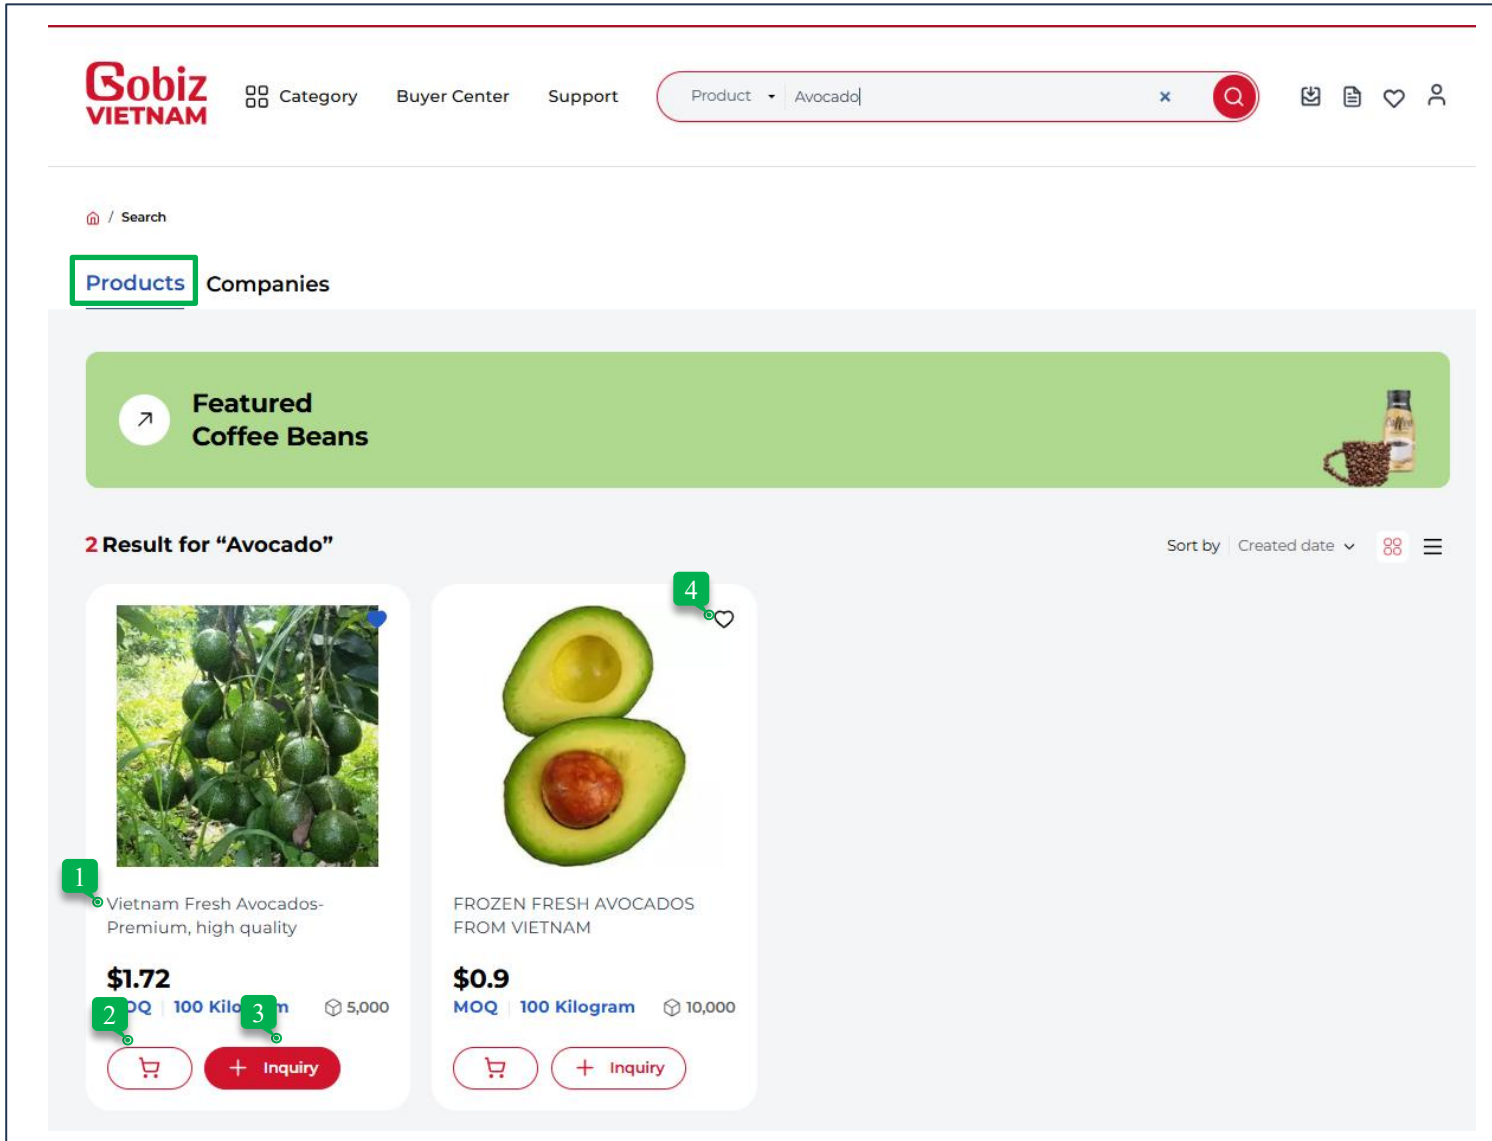 Gobiz
VIETNAM
Category
Buyer Center
Support
Product
Avocado
/ Search
Products
Companies
Featured
Coffee Beans
2 Result for “Avocado”
Sort by
Created date
4
1
Vietnam Fresh Avocados-
Premium, high quality
FROZEN FRESH AVOCADOS
FROM VIETNAM
$1.72
$0.9
100
5,000
MOQ
100 Kilogram
10,000
2
3
+ Inquiry
+ Inquiry